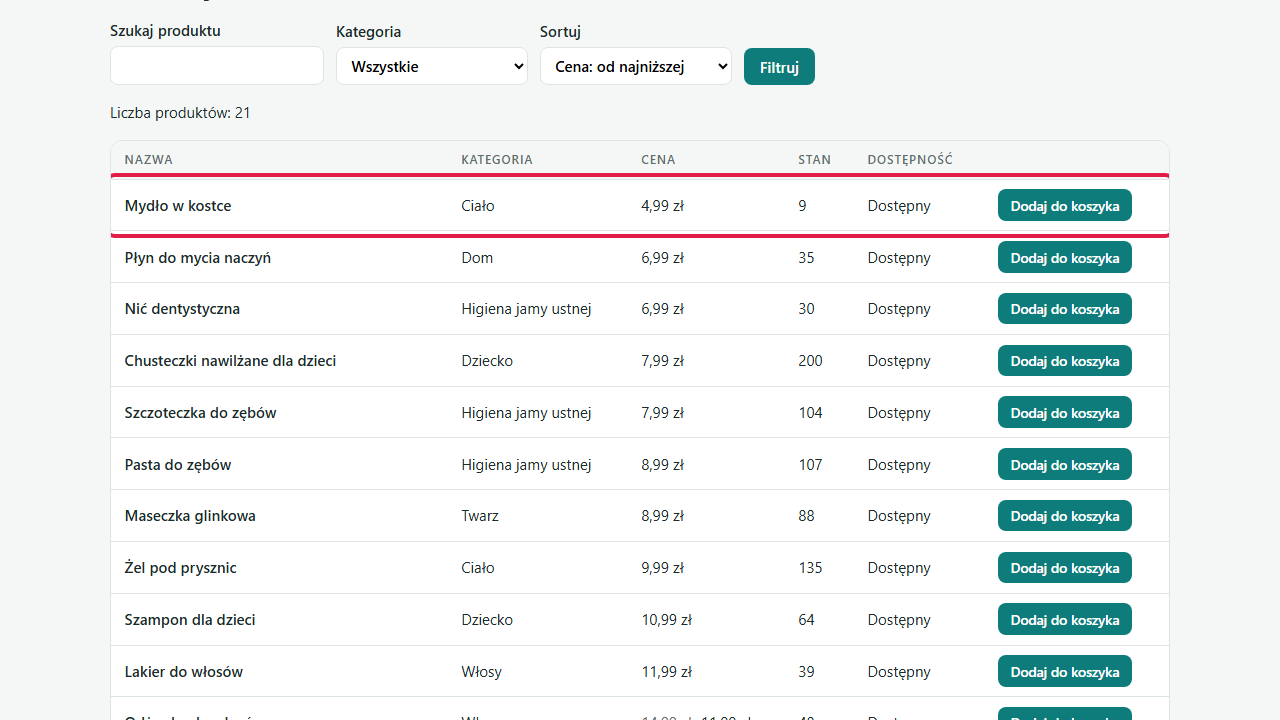 Szukaj produktu
Kategoria
Sortuj
Wszystkie
Cena: od najniższej
Filtruj
Liczba produktów: 21
NAZWA KATEGORIA CENA STAN DOSTĘPNOŚĆ
Mydło w kostce Ciało 4,99 zł 9 Dostępny Dodaj do koszyka
Płyn do mycia naczyń Dom 6,99 zł 35 Dostępny Dodaj do koszyka
Nić dentystyczna Higiena jamy ustnej 6,99 zł 30 Dostępny Dodaj do koszyka
Chusteczki nawilżane dla dzieci Dziecko 7,99 zł 200 Dostępny Dodaj do koszyka
Szczoteczka do zębów Higiena jamy ustnej 7,99 zł 104 Dostępny Dodaj do koszyka
Pasta do zębów Higiena jamy ustnej 8,99 zł 107 Dostępny Dodaj do koszyka
Maseczka glinkowa Twarz 8,99 zł 88 Dostępny Dodaj do koszyka
Żel pod prysznic Ciało 9,99 zł 135 Dostępny Dodaj do koszyka
Szampon dla dzieci Dziecko 10,99 zł 64 Dostępny Dodaj do koszyka
Lakier do włosów Włosy 11,99 zł 39 Dostępny Dodaj do koszyka